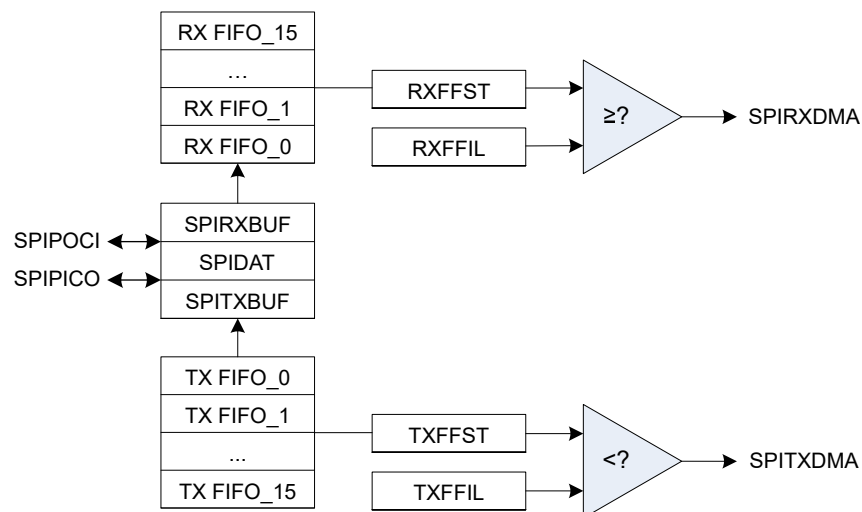 RX FIFO_15
…
RX FIFO_1
RX FIFO_0
RXFFST
RXFFIL
≥?
SPIRXDMA
SPIPOCI
SPIPICO
SPIRXBUF
SPIDAT
SPITXBUF
TX FIFO_0
TX FIFO_1
...
TX FIFO_15
TXFFST
TXFFIL
<?
SPITXDMA